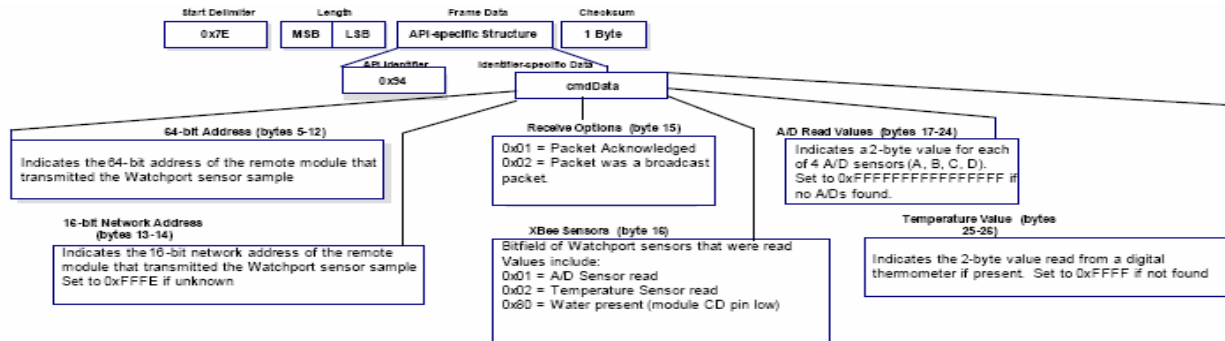 Start Delimiter Length Frame Data Checksum
0x7E MSB LSB API-specific Structure 1 Byte
API Identifier Identifier-specific Data
0x94 cmdData
64-bit Address (bytes 5-12)
Indicates the 64-bit address of the remote module that
transmitted the Watchport sensor sample
Receive Options (byte 15)
0x01 = Packet Acknowledged
0x02 = Packet was a broadcast
packet.
A/D Read Values (bytes 17-24)
Indicates a 2-byte value for each
of 4 A/D sensors (A, B, C, D).
Set to 0xFFFFFFFFFFFFFFFF if
no A/Ds found.
16-bit Network Address
(bytes 13-14)
Indicates the 16-bit network address of the remote
module that transmitted the Watchport sensor sample
Set to 0xFFFE if unknown
XBee Sensors (byte 16)
Bitfield of Watchport sensors that were read
Values include:
0x01 = A/D Sensor read
0x02 = Temperature Sensor read
0x80 = Water present (module CD pin low)
Temperature Value (bytes
25-26)
Indicates the 2-byte value read from a digital
thermometer if present. Set to 0xFFFF if not found